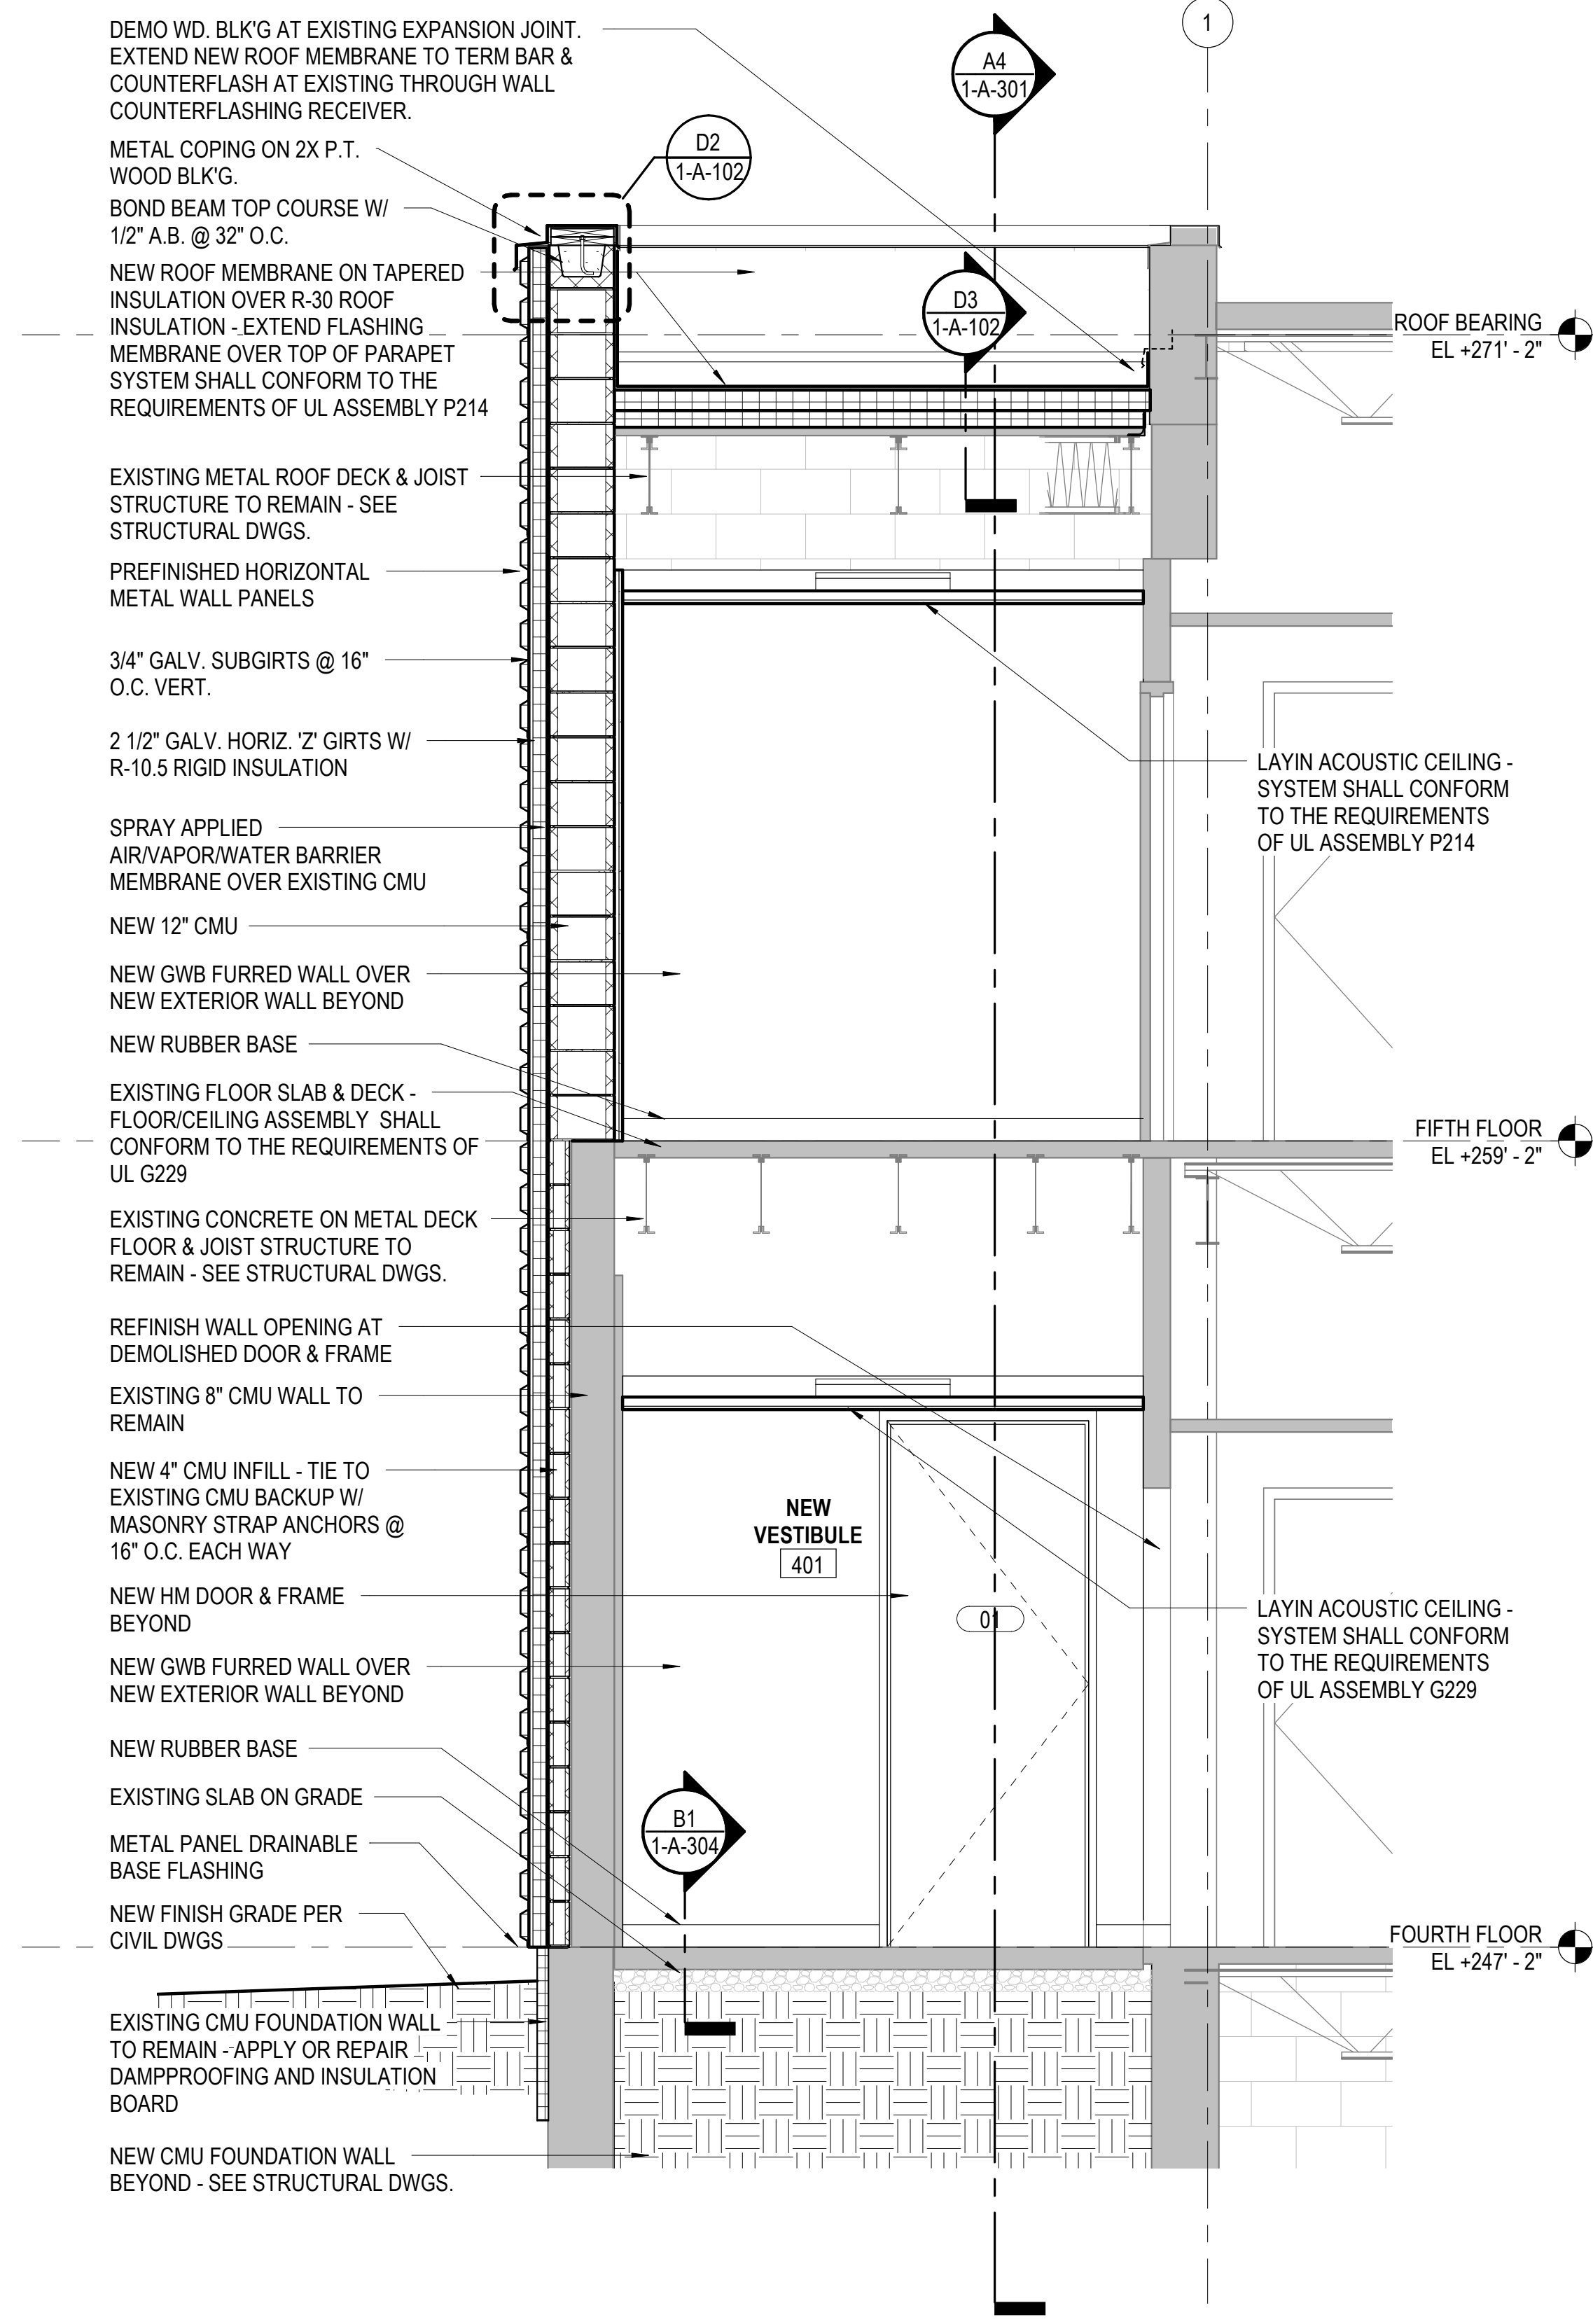 DEMO WD. BLK'G AT EXISTING EXPANSION JOINT.
EXTEND NEW ROOF MEMBRANE TO TERM BAR &
COUNTERFLASH AT EXISTING THROUGH WALL
COUNTERFLASHING RECEIVER.
METAL COPING ON 2X P.T.
WOOD BLK'G.
BOND BEAM TOP COURSE W/
1/2" A.B. @ 32" O.C.
NEW ROOF MEMBRANE ON TAPERED
INSULATION OVER R-30 ROOF
INSULATION - EXTEND FLASHING
MEMBRANE OVER TOP OF PARAPET
SYSTEM SHALL CONFORM TO THE
REQUIREMENTS OF UL ASSEMBLY P214
EXISTING METAL ROOF DECK & JOIST
STRUCTURE TO REMAIN - SEE
STRUCTURAL DWGS.
PREFINISHED HORIZONTAL
METAL WALL PANELS
3/4" GALV. SUBGIRTS @ 16"
O.C. VERT.
2 1/2" GALV. HORIZ. 'Z' GIRTS W/
R-10.5 RIGID INSULATION
SPRAY APPLIED
AIR/VAPOR/WATER BARRIER
MEMBRANE OVER EXISTING CMU
NEW 12" CMU
NEW GWB FURRED WALL OVER
NEW EXTERIOR WALL BEYOND
NEW RUBBER BASE
EXISTING FLOOR SLAB & DECK -
FLOOR/CEILING ASSEMBLY SHALL
CONFORM TO THE REQUIREMENTS OF
UL G229
EXISTING CONCRETE ON METAL DECK
FLOOR & JOIST STRUCTURE TO
REMAIN - SEE STRUCTURAL DWGS.
REFINISH WALL OPENING AT
DEMOLISHED DOOR & FRAME
EXISTING 8" CMU WALL TO
REMAIN
NEW 4" CMU INFILL - TIE TO
EXISTING CMU BACKUP W/
MASONRY STRAP ANCHORS @
16" O.C. EACH WAY
NEW HM DOOR & FRAME
BEYOND
NEW GWB FURRED WALL OVER
NEW EXTERIOR WALL BEYOND
NEW RUBBER BASE
EXISTING SLAB ON GRADE
METAL PANEL DRAINABLE
BASE FLASHING
NEW FINISH GRADE PER
CIVIL DWGS
EXISTING CMU FOUNDATION WALL
TO REMAIN - APPLY OR REPAIR
DAMPPROOFING AND INSULATION
BOARD
NEW CMU FOUNDATION WALL
BEYOND - SEE STRUCTURAL DWGS.
D2
1-A-102
A4
1-A-301
1
D3
1-A-102
ROOF BEARING
EL +271' - 2"
LAYIN ACOUSTIC CEILING -
SYSTEM SHALL CONFORM
TO THE REQUIREMENTS
OF UL ASSEMBLY P214
FIFTH FLOOR
EL +259' - 2"
NEW
VESTIBULE
401
01
LAYIN ACOUSTIC CEILING -
SYSTEM SHALL CONFORM
TO THE REQUIREMENTS
OF UL ASSEMBLY G229
B1
1-A-304
FOURTH FLOOR
EL +247' - 2"